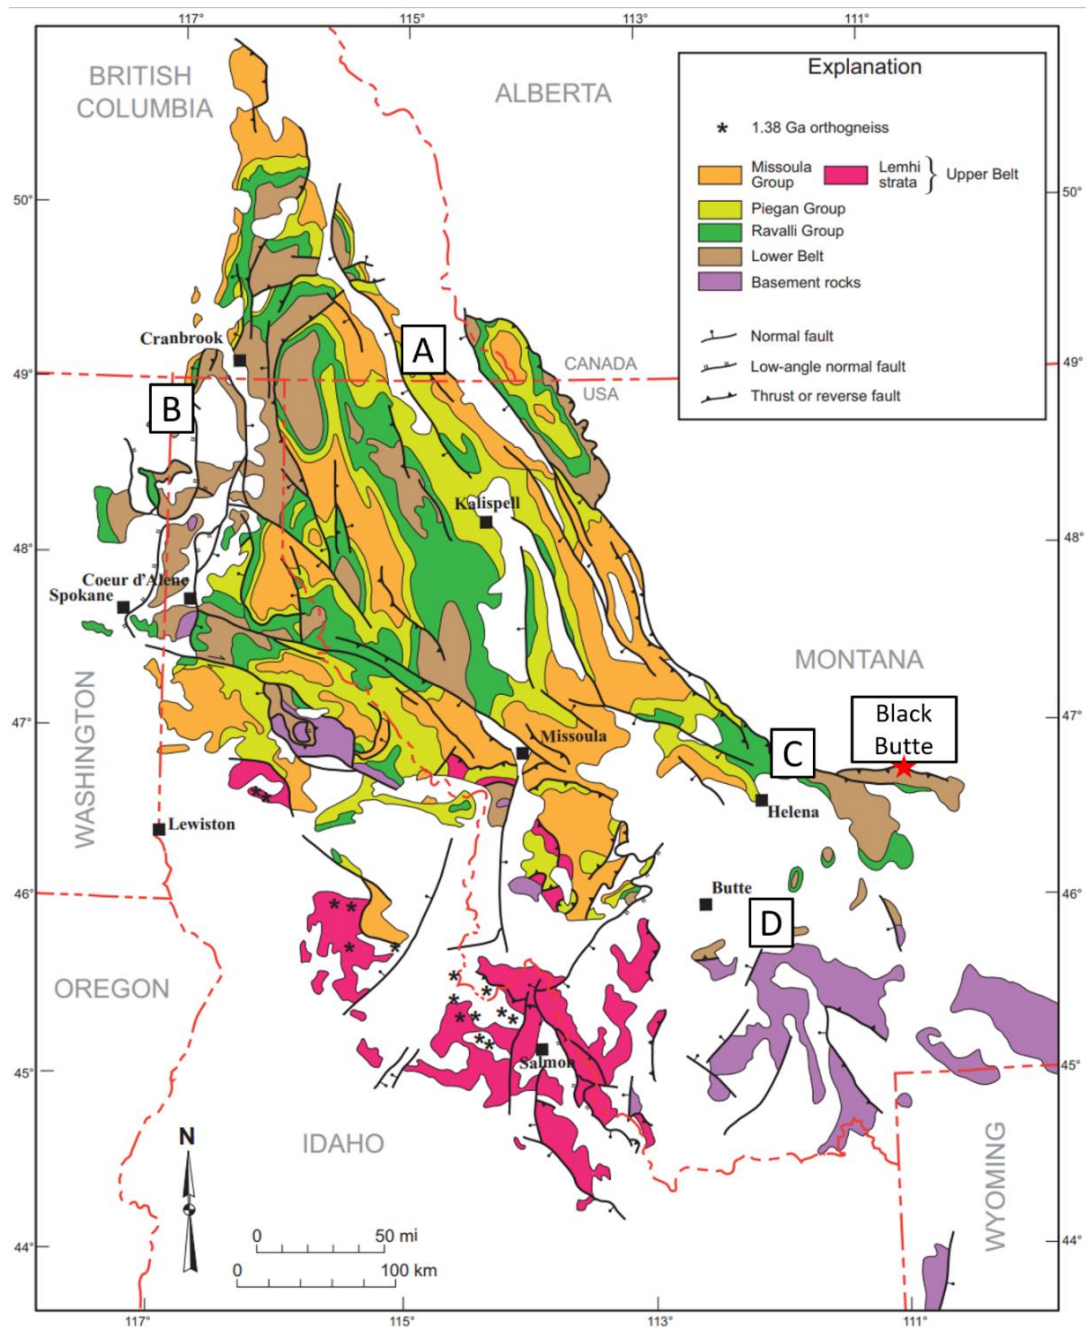 117°
115°
113°
111°
BRITISH
COLUMBIA
ALBERTA
Explanation
* 1.38 Ga orthogneiss
Missoula
Group
Lemhi
strata
} Upper Belt
Piegan Group
Ravalli Group
Lower Belt
Basement rocks
Normal fault
Low-angle normal fault
Thrust or reverse fault
50°
50°
Cranbrook
A
CANADA
USA
49°
49°
B
Kalispell
48°
48°
Coeur d'Alene
Spokane
MONTANA
WASHINGTON
47°
47°
Missoula
C
Black
Butte
Helena
Lewiston
46°
46°
Butte
D
OREGON
Salmon
45°
45°
IDAHO
WYOMING
N
0 50 mi
0 100 km
44°
44°
117°
115°
113°
111°